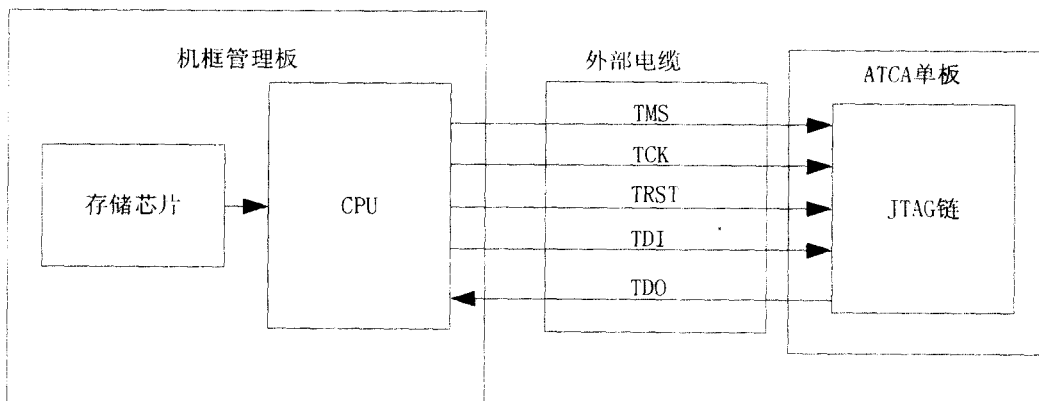 机框管理板
外部电缆
ATCA单板
存储芯片
CPU
TMS
TCK
TRST
TDI
TDO
JTAG链